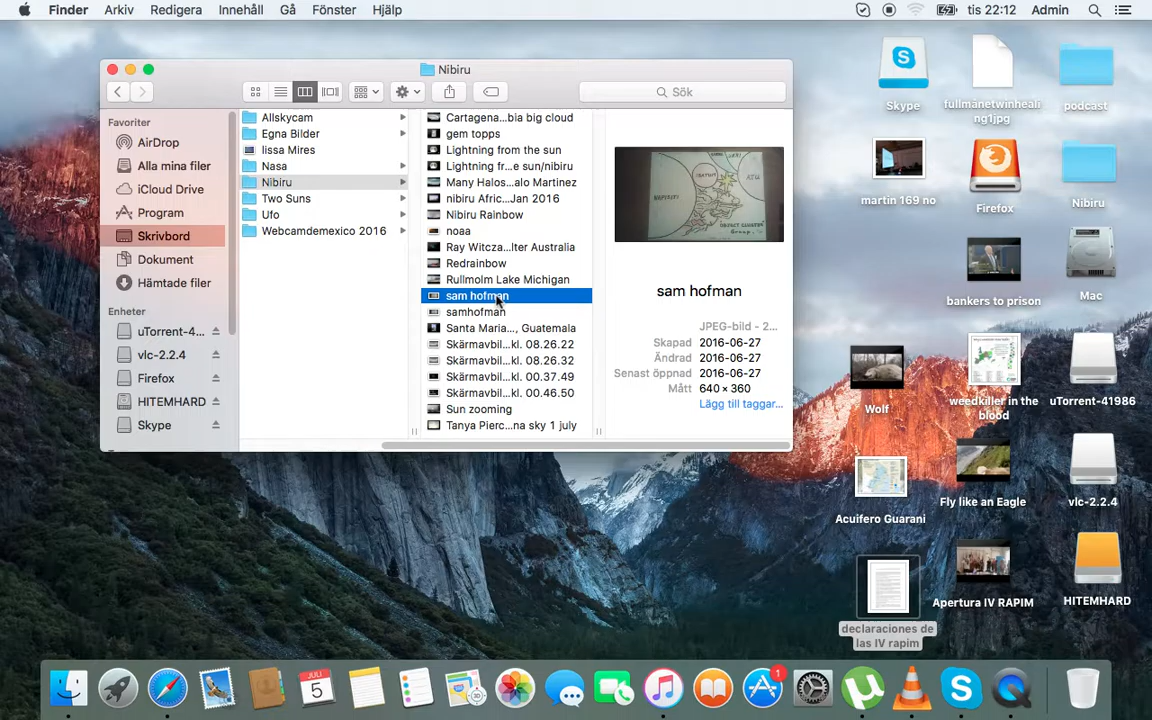 Finder Arkiv Redigera Innehåll Gå Fönster Hjälp tis 22:12 Admin
Nibiru
Sök
Favoriter
AirDrop
Alla mina filer
iCloud Drive
Program
Skrivbord
Dokument
Hämtade filer
Enheter
uTorrent-4...
vlc-2.2.4
Firefox
HITEMHARD
Skype
Allskycam
Egna Bilder
Iissa Mires
Nasa
Nibiru
Two Suns
Ufo
Webcamdemexico 2016
Cartagena...bia big cloud
gem topps
Lightning from the sun
Lightning fr...e sun/nibiru
Many Halos...alo Martinez
nibiru Afric...Jan 2016
Nibiru Rainbow
noaa
Ray Witcza...lter Australia
Redrainbow
Rullmolm Lake Michigan
sam hofman
samhofman
Santa Maria..., Guatemala
Skärmavbil...kl. 08.26.22
Skärmavbil...kl. 08.26.32
Skärmavbil...kl. 00.37.49
Skärmavbil...kl. 00.46.50
Sun zooming
Tanya Pierc...na sky 1 july
sam hofman
JPEG-bild - 2...
Skapad 2016-06-27
Ändrad 2016-06-27
Senast öppnad 2016-06-27
Mått 640 × 360
Lägg till taggar...
Skype
fullmånetwinheali
ng1jpg
podcast
martin 169 no
Firefox
Nibiru
bankers to prison
Mac
Wolf
weedkiller in the
blood
uTorrent-41986
Acuifero Guarani
Fly like an Eagle
vlc-2.2.4
declaraciones de
las IV rapim
Apertura IV RAPIM
HITEMHARD
JULI
5
1